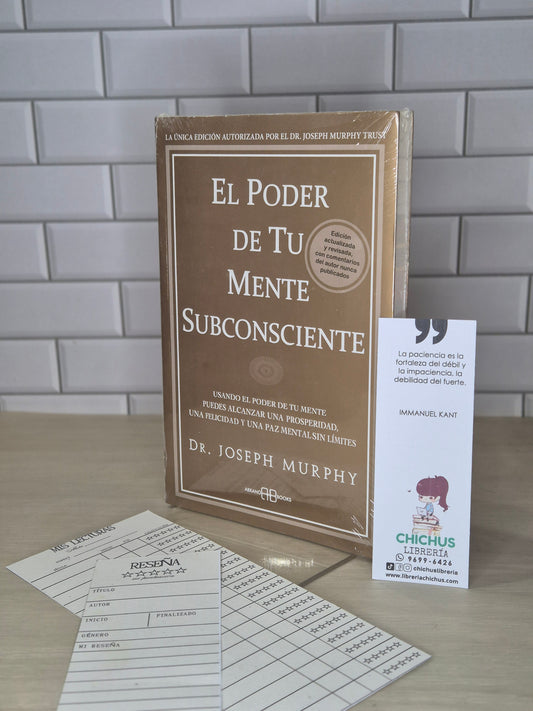 LA ÚNICA EDICIÓN AUTORIZADA POR EL DR. JOSEPH MURPHY TRUST
EL PODER
DE TU
MENTE
SUBCONSCIENTE
Edición
actualizada
y revisada,
con comentarios
del autor nunca
publicados
USANDO EL PODER DE TU MENTE
PUEDES ALCANZAR UNA PROSPERIDAD,
UNA FELICIDAD Y UNA PAZ MENTAL SIN LÍMITES
DR. JOSEPH MURPHY
ARKANO BOOKS
"
La paciencia es la
fortaleza del débil y
la impaciencia, la
debilidad del fuerte.
IMMANUEL KANT
CHICHUS
LIBRERÍA
9699-6426
chichuslibreria
www.libreriachichus.com
MIS LECTURAS
RESEÑA
TÍTULO
AUTOR
INICIO
FINALIZADO
GÉNERO
MI RESEÑA